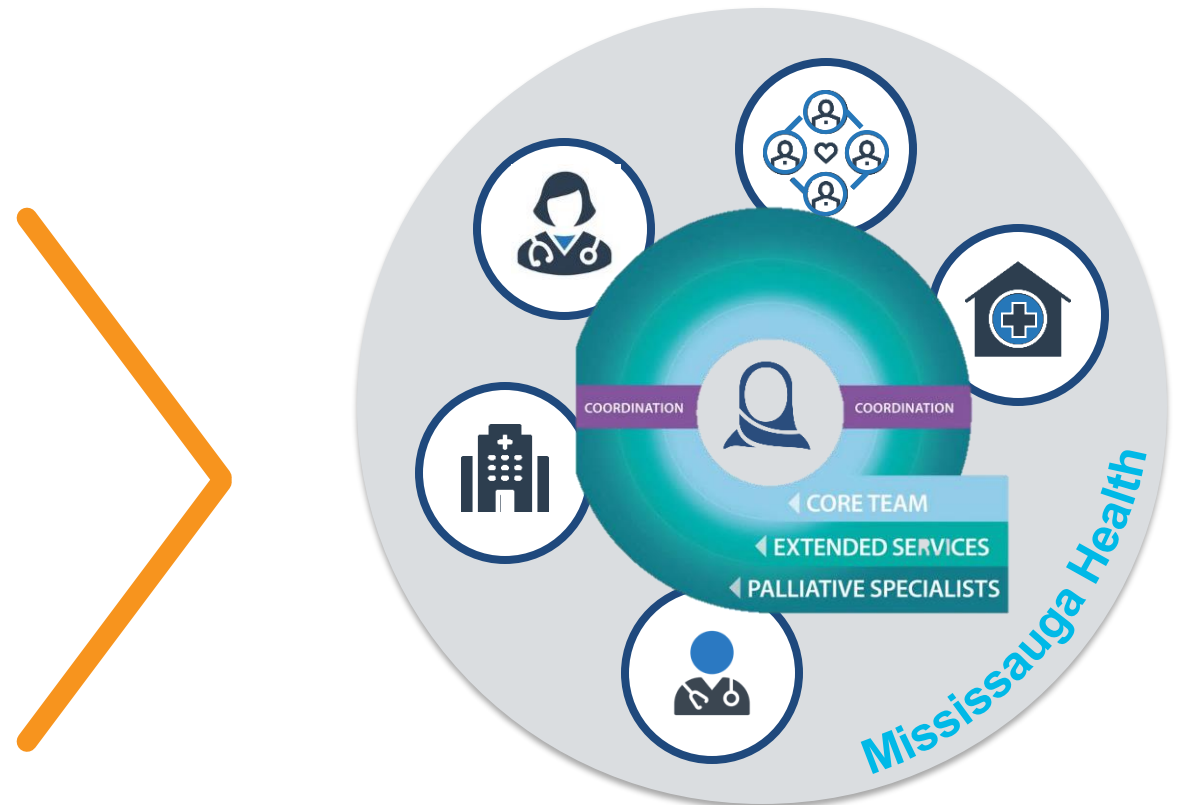 COORDINATION
COORDINATION
CORE TEAM
EXTENDED SERVICES
PALLIATIVE SPECIALISTS
Mississauga Health